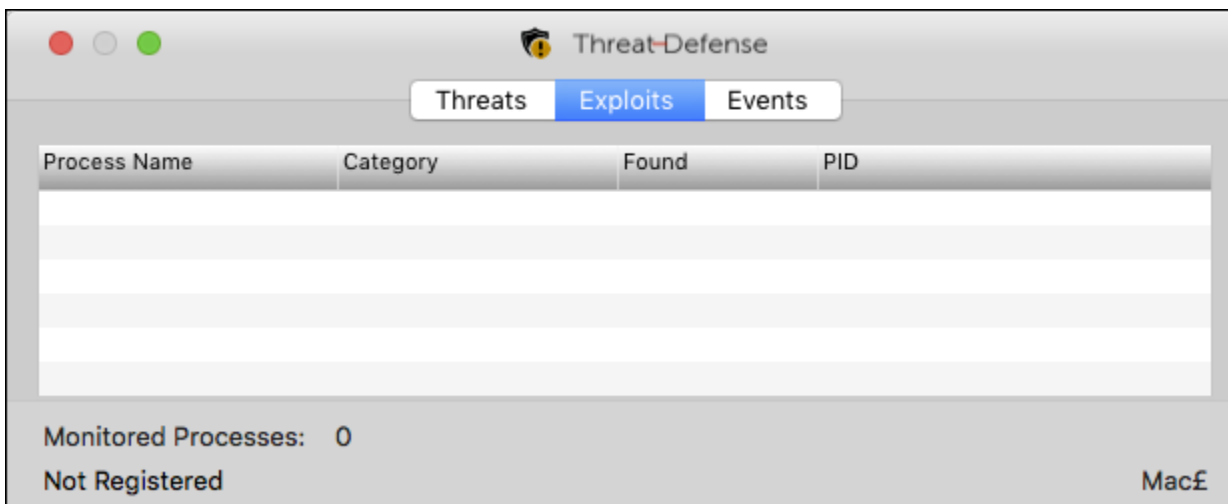 Threat-Defense
Threats Exploits Events
Process Name Category Found PID
Monitored Processes: 0
Not Registered Mac£